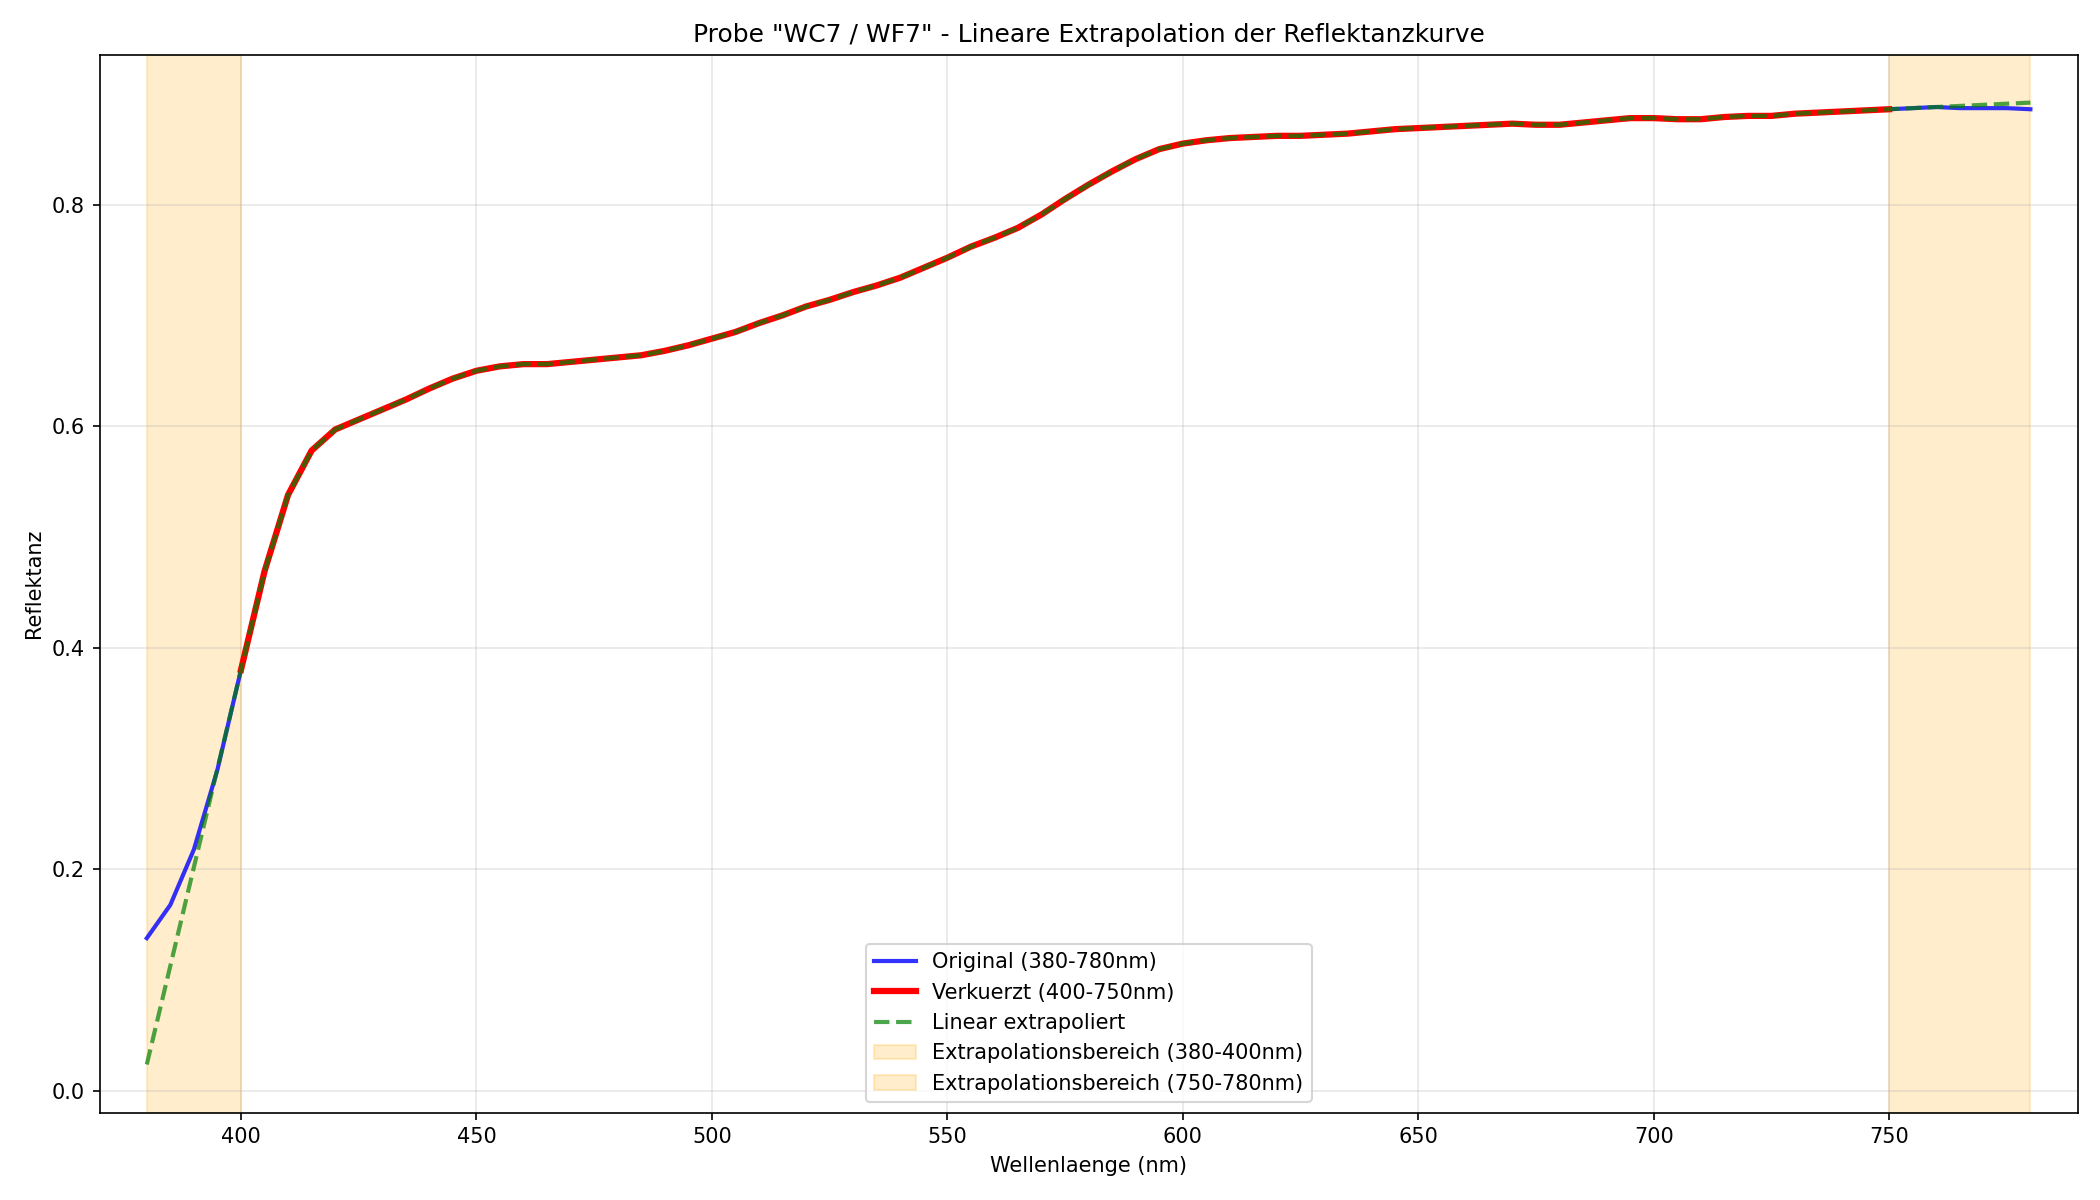 Probe "WC7 / WF7" - Lineare Extrapolation der Reflektanzkurve
Reflektanz
0.8
0.6
0.4
0.2
0.0
Original (380-780nm)
Verkuerzt (400-750nm)
Linear extrapoliert
Extrapolationsbereich (380-400nm)
Extrapolationsbereich (750-780nm)
400 450 500 550 600 650 700 750
Wellenlaenge (nm)